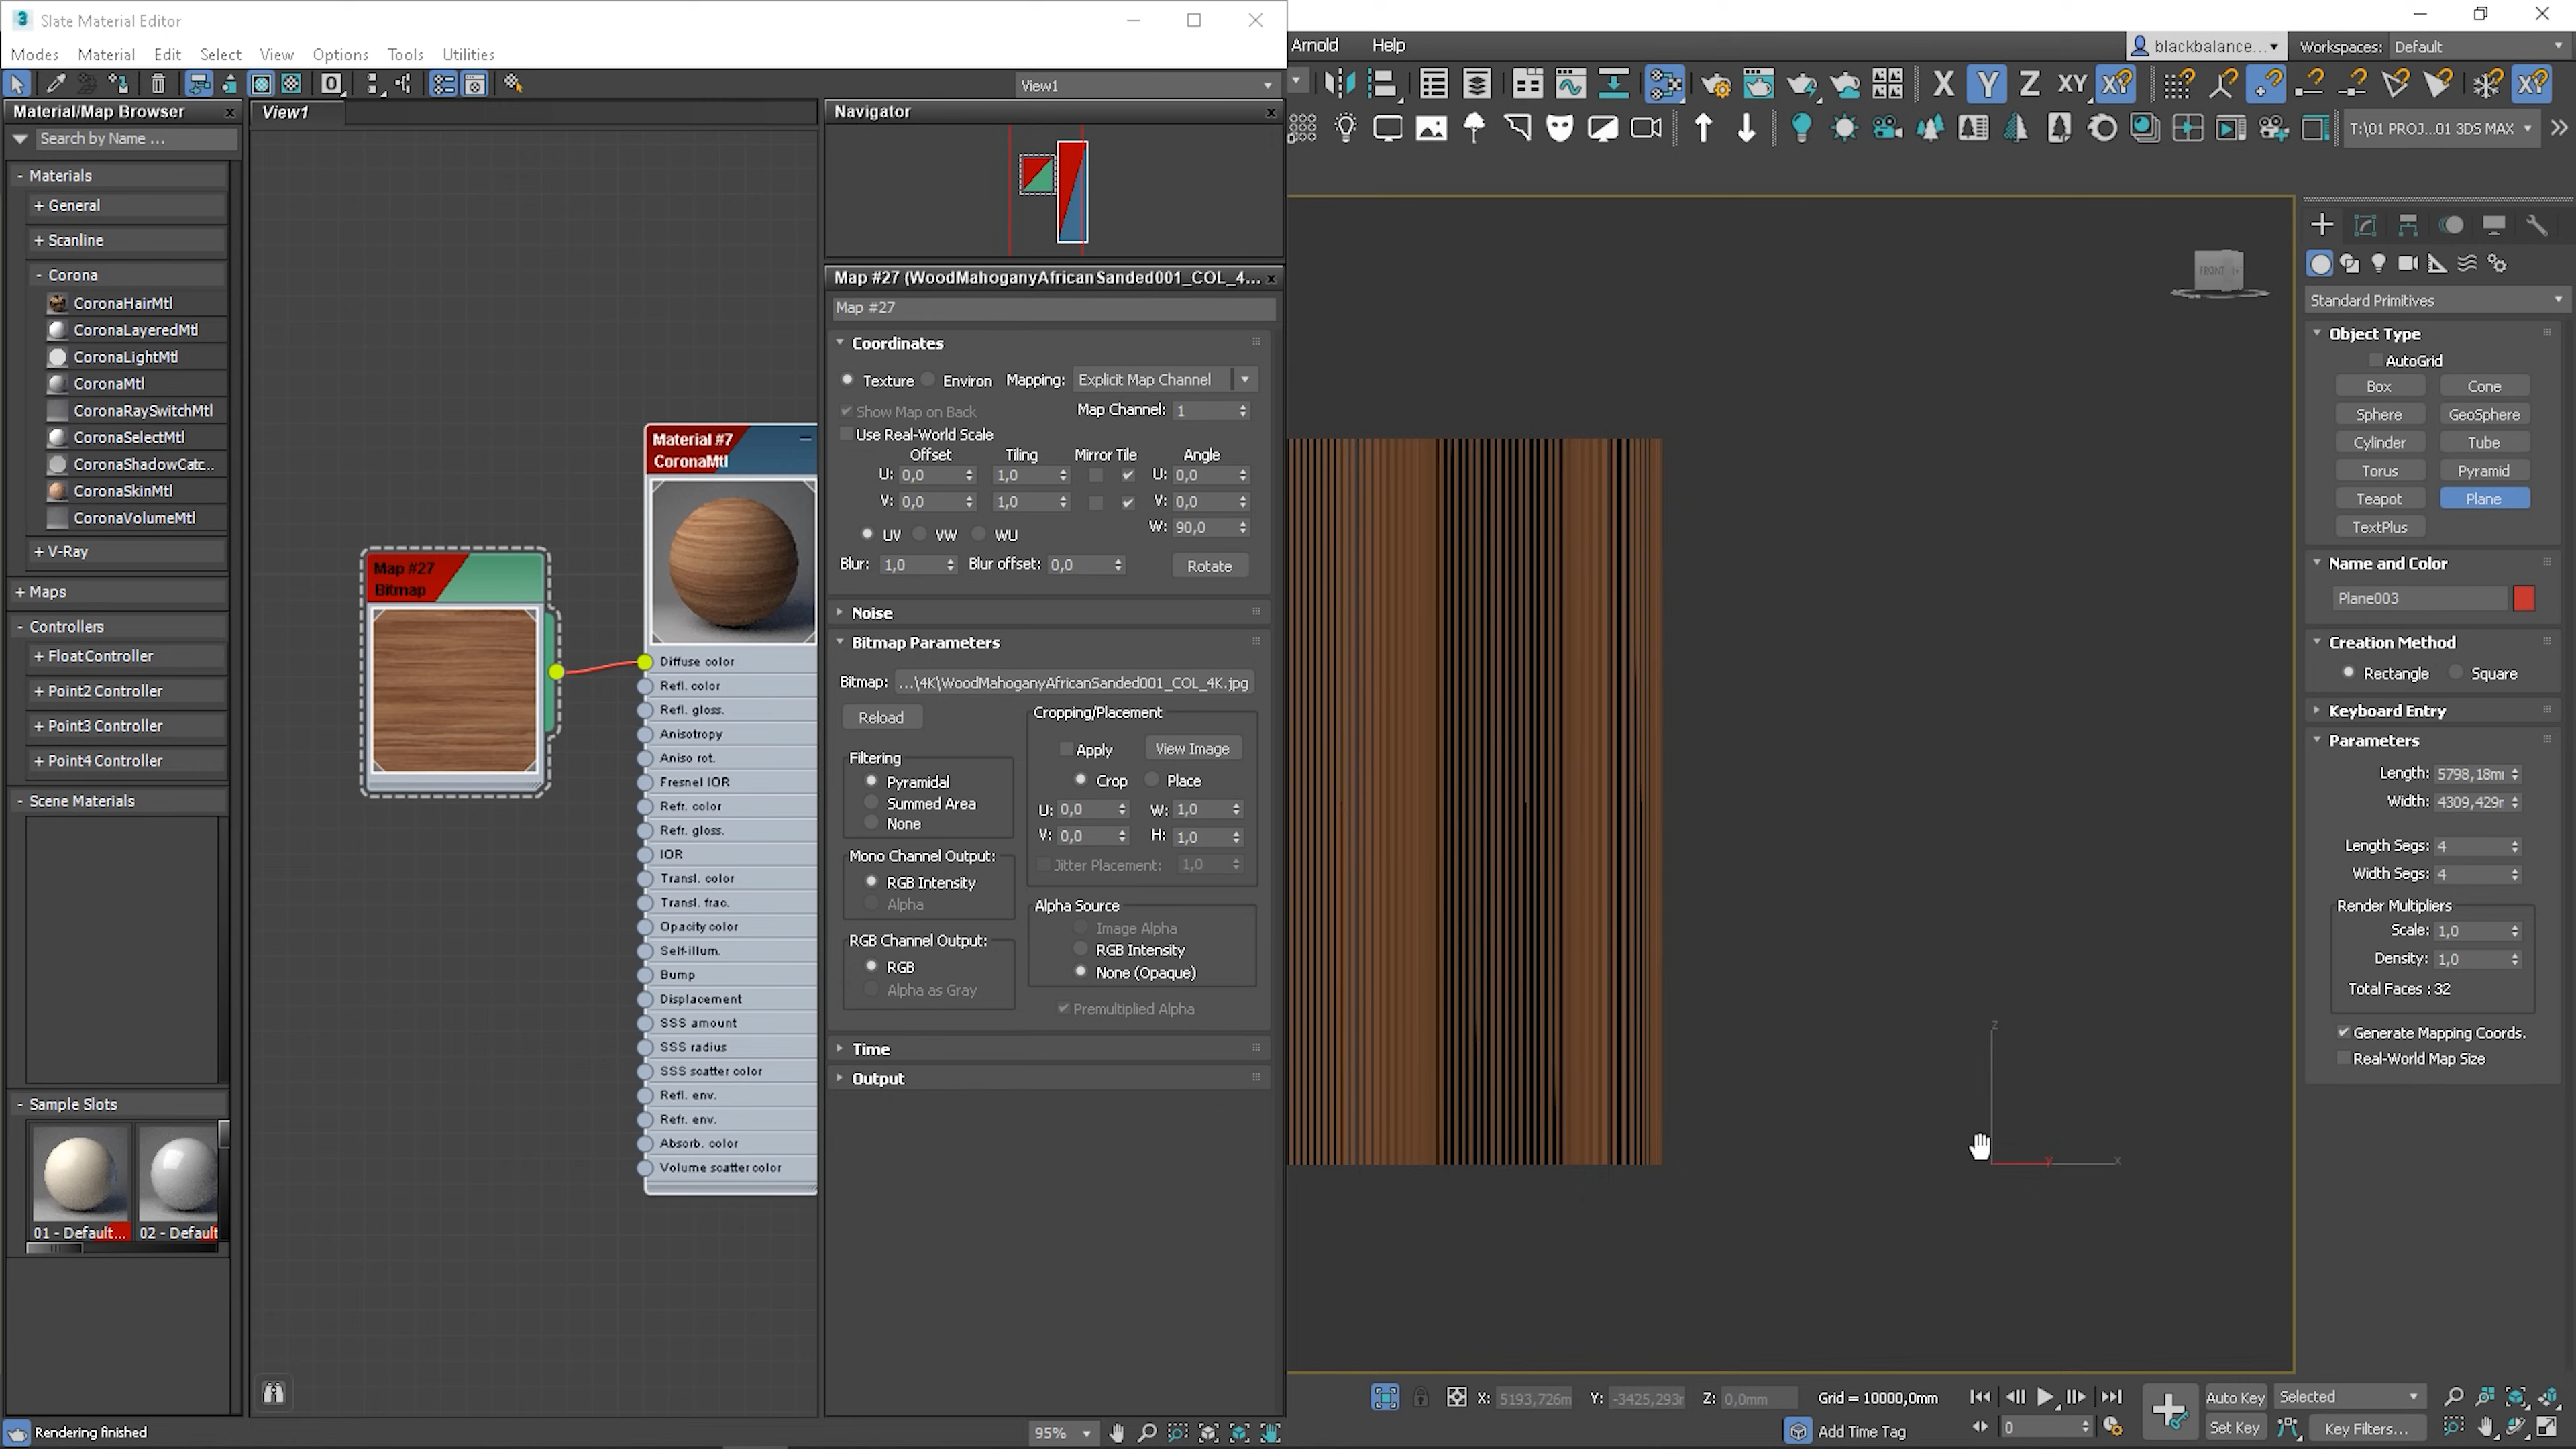 Slate Material Editor
Modes Material Edit Select View Options Tools Utilities
Arnold Help
blackbalance... Workspaces: Default
View1
X Y Z XY
T:\01 PROJ...01 3DS MAX
Material/Map Browser
Search by Name ...
- Materials
+ General
+ Scanline
- Corona
CoronaHairMtl
CoronaLayeredMtl
CoronaLightMtl
CoronaMtl
CoronaRaySwitchMtl
CoronaSelectMtl
CoronaShadowCatc...
CoronaSkinMtl
CoronaVolumeMtl
+ V-Ray
+ Maps
- Controllers
+ Float Controller
+ Point2 Controller
+ Point3 Controller
+ Point4 Controller
- Scene Materials
- Sample Slots
01 - Default...
02 - Default
Rendering finished
View1
Map #27
Bitmap
Material #7
CoronaMtl
Diffuse color
Refl. color
Refl. gloss.
Anisotropy
Aniso rot.
Fresnel IOR
Refr. color
Refr. gloss.
IOR
Transl. color
Transl. frac.
Opacity color
Self-illum.
Bump
Displacement
SSS amount
SSS radius
SSS scatter color
Refl. env.
Refr. env.
Absorb. color
Volume scatter color
Navigator
Map #27 (WoodMahoganyAfricanSanded001_COL_4...
Map #27
Coordinates
Texture Environ Mapping: Explicit Map Channel
Show Map on Back Map Channel: 1
Use Real-World Scale
Offset Tiling Mirror Tile Angle
U: 0,0 1,0 U: 0,0
V: 0,0 1,0 V: 0,0
UV VW WU W: 90,0
Blur: 1,0 Blur offset: 0,0 Rotate
Noise
Bitmap Parameters
Bitmap: ...\4K\WoodMahoganyAfricanSanded001_COL_4K.jpg
Reload
Cropping/Placement
Apply View Image
Crop Place
U: 0,0 W: 1,0
V: 0,0 H: 1,0
Jitter Placement: 1,0
Filtering
Pyramidal
Summed Area
None
Mono Channel Output:
RGB Intensity
Alpha
RGB Channel Output:
RGB
Alpha as Gray
Alpha Source
Image Alpha
RGB Intensity
None (Opaque)
Premultiplied Alpha
Time
Output
95%
FRONT
z
y
x
Standard Primitives
Object Type
AutoGrid
Box Cone
Sphere GeoSphere
Cylinder Tube
Torus Pyramid
Teapot Plane
TextPlus
Name and Color
Plane003
Creation Method
Rectangle Square
Keyboard Entry
Parameters
Length: 5798,18m
Width: 4309,429r
Length Segs: 4
Width Segs: 4
Render Multipliers
Scale: 1,0
Density: 1,0
Total Faces : 32
Generate Mapping Coords.
Real-World Map Size
X: 5193,726m Y: -3425,293r Z: 0,0mm Grid = 10000,0mm
Add Time Tag
0
Auto Key Selected
Set Key Key Filters...